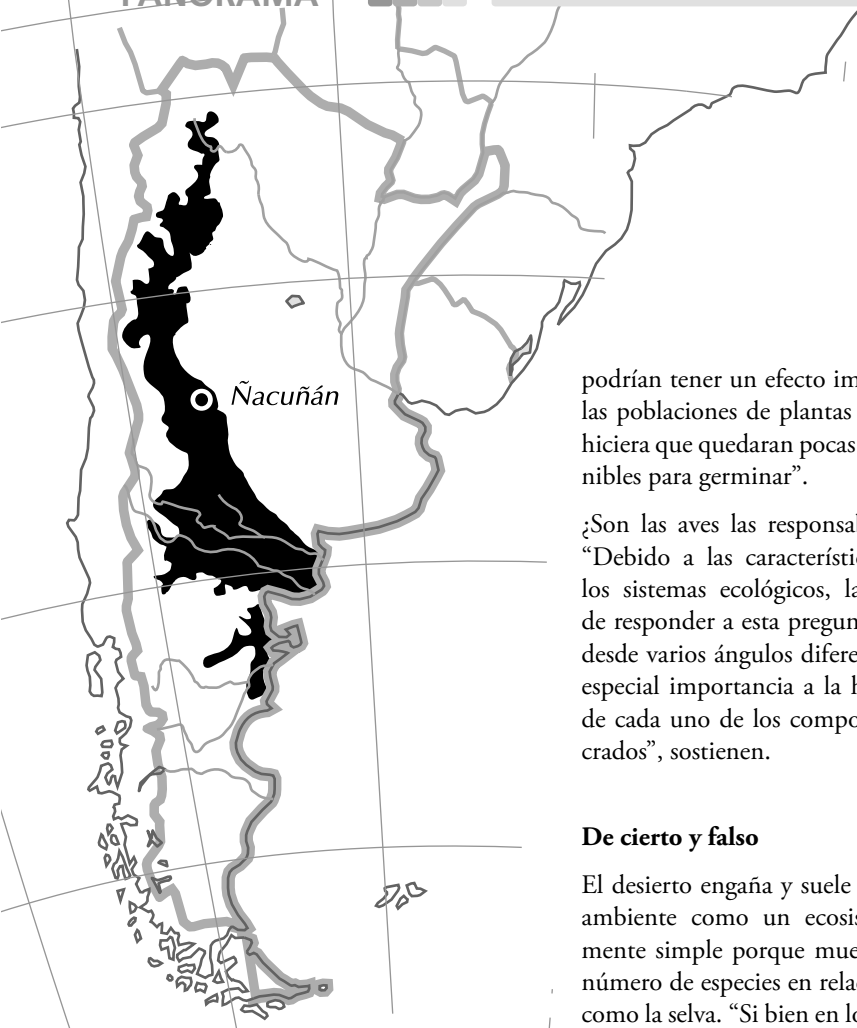 PANORAMA
Ñacuñán
podrían tener un efecto im
las poblaciones de plantas
hiciera que quedaran pocas
nibles para germinar”.
¿Son las aves las responsa
“Debido a las característi
los sistemas ecológicos, la
de responder a esta pregun
desde varios ángulos difere
especial importancia a la h
de cada uno de los compo
crados”, sostienen.
De cierto y falso
El desierto engaña y suele
ambiente como un ecosis
mente simple porque mue
número de especies en relac
como la selva. “Si bien en lo